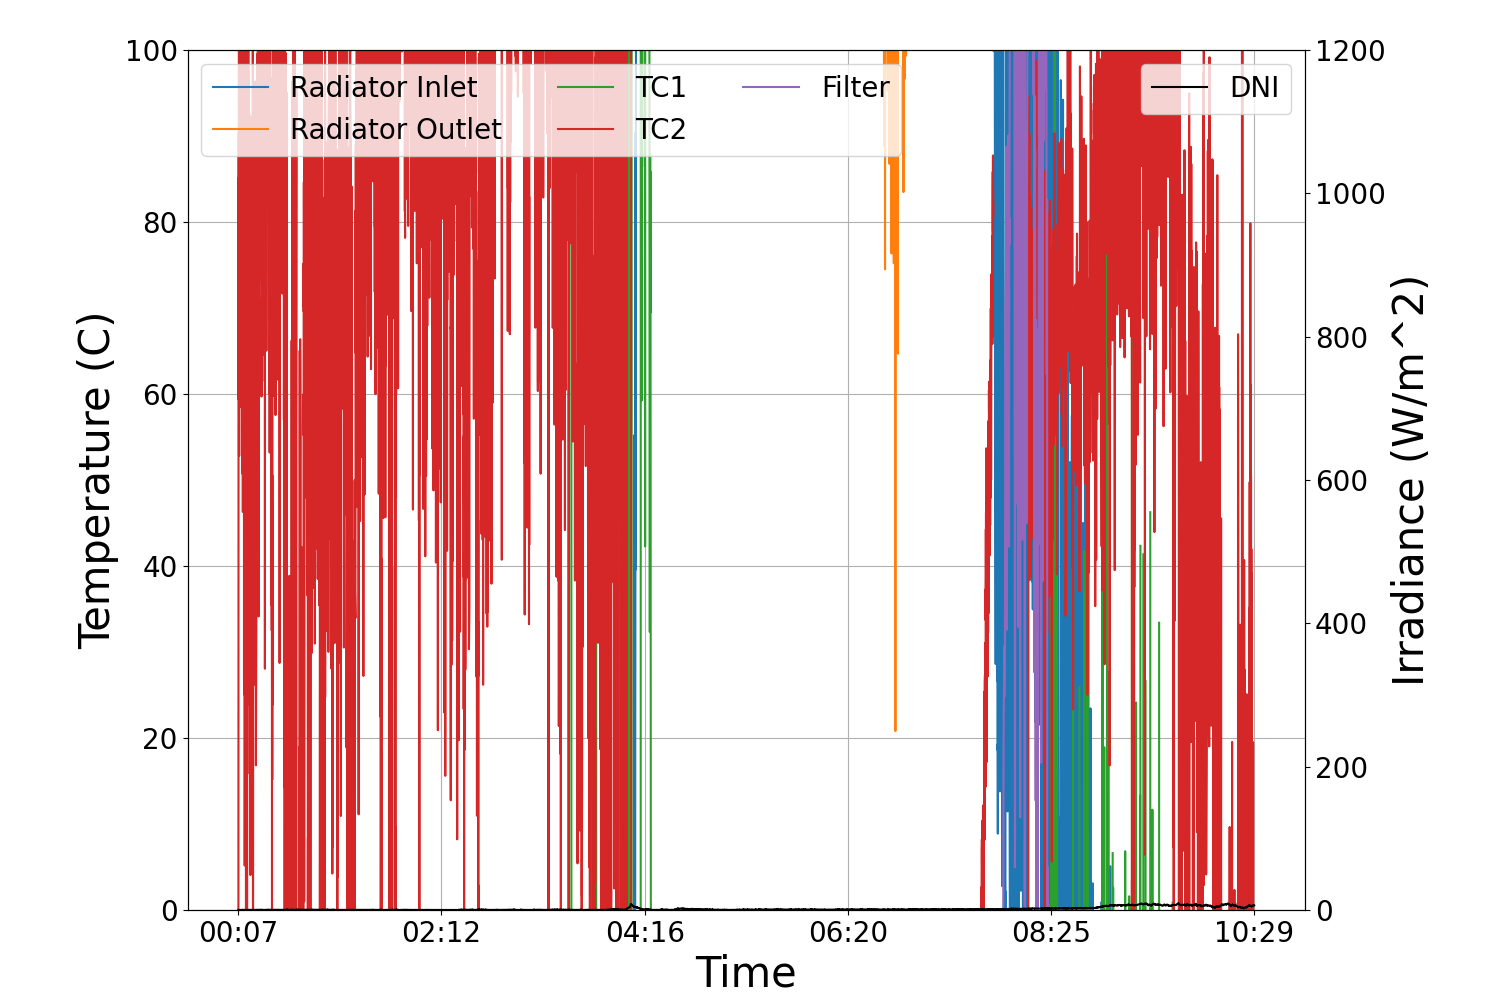 100
80
60
40
20
0
Temperature (C)
Radiator Inlet
Radiator Outlet
TC1
TC2
Filter
DNI
1200
1000
800
600
400
200
0
Irradiance (W/m^2)
00:07
02:12
04:16
06:20
08:25
10:29
Time